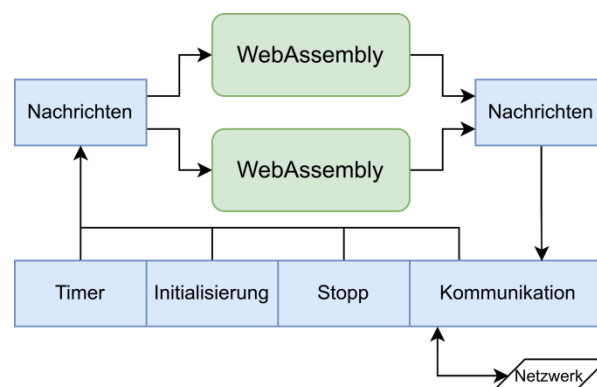 WebAssembly
Nachrichten
Nachrichten
WebAssembly
Timer
Initialisierung
Stopp
Kommunikation
Netzwerk